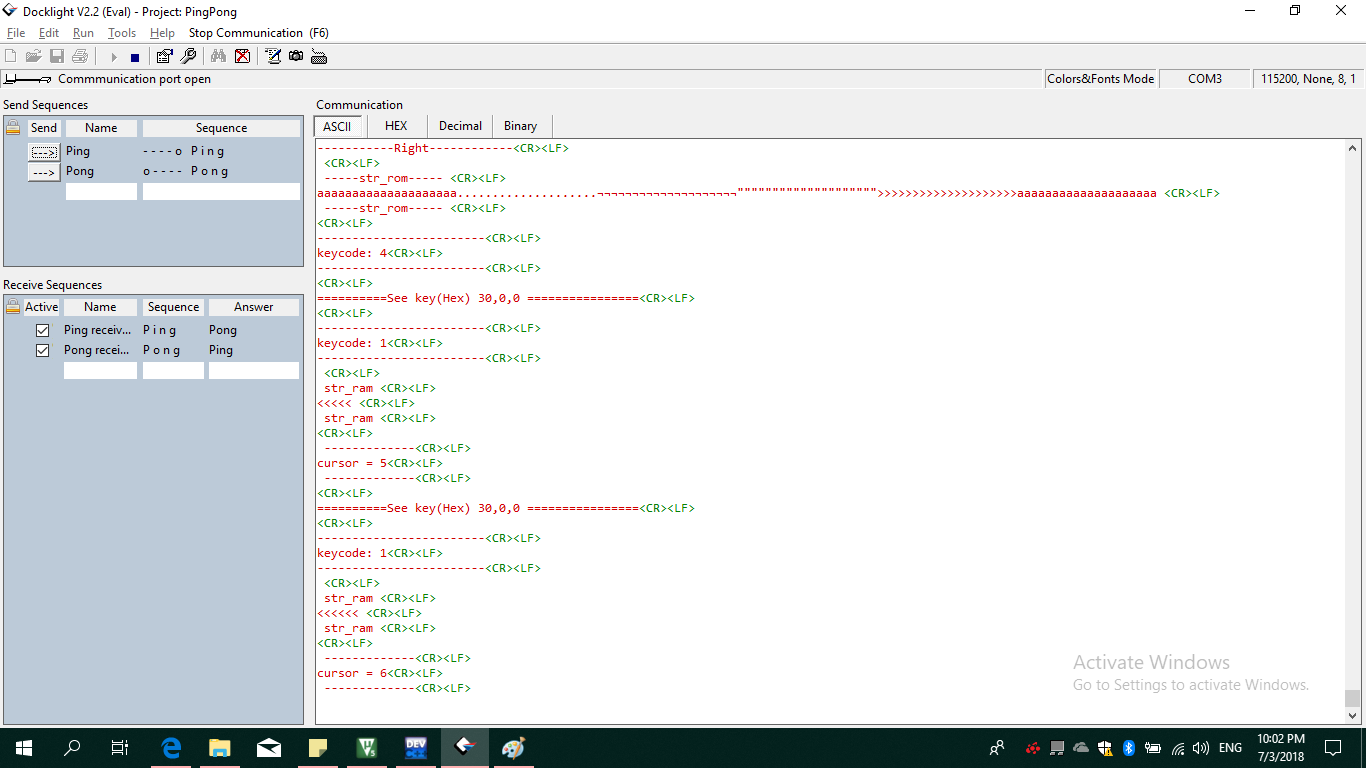 Docklight V2.2 (Eval) - Project: PingPong
File Edit Run Tools Help Stop Communication (F6)
Commmunication port open
Colors&Fonts Mode
COM3
115200, None, 8, 1
Send Sequences
Send Name Sequence
---> Ping ----o Ping
---> Pong o---- Pong
Receive Sequences
Active Name Sequence Answer
Ping receiv... P i n g Pong
Pong recei... P o n g Ping
Communication
ASCII HEX Decimal Binary
-----------Right------------<CR><LF>
<CR><LF>
-----str_rom----- <CR><LF>
aaaaaaaaaaaaaaaaaaaa....................¬¬¬¬¬¬¬¬¬¬¬¬¬¬¬¬¬¬¬¬"""""""""""""""""""">>>>>>>>>>>>>>>>>>>>aaaaaaaaaaaaaaaaaaaa <CR><LF>
-----str_rom----- <CR><LF>
<CR><LF>
------------------------<CR><LF>
keycode: 4<CR><LF>
------------------------<CR><LF>
<CR><LF>
==========See key(Hex) 30,0,0 ================<CR><LF>
<CR><LF>
------------------------<CR><LF>
keycode: 1<CR><LF>
------------------------<CR><LF>
<CR><LF>
str_ram <CR><LF>
<<<<< <CR><LF>
str_ram <CR><LF>
<CR><LF>
-------------<CR><LF>
cursor = 5<CR><LF>
-------------<CR><LF>
<CR><LF>
==========See key(Hex) 30,0,0 ================<CR><LF>
<CR><LF>
------------------------<CR><LF>
keycode: 1<CR><LF>
------------------------<CR><LF>
<CR><LF>
str_ram <CR><LF>
<<<<<< <CR><LF>
str_ram <CR><LF>
<CR><LF>
-------------<CR><LF>
cursor = 6<CR><LF>
-------------<CR><LF>
Activate Windows
Go to Settings to activate Windows.
DEV
ENG
10:02 PM
7/3/2018